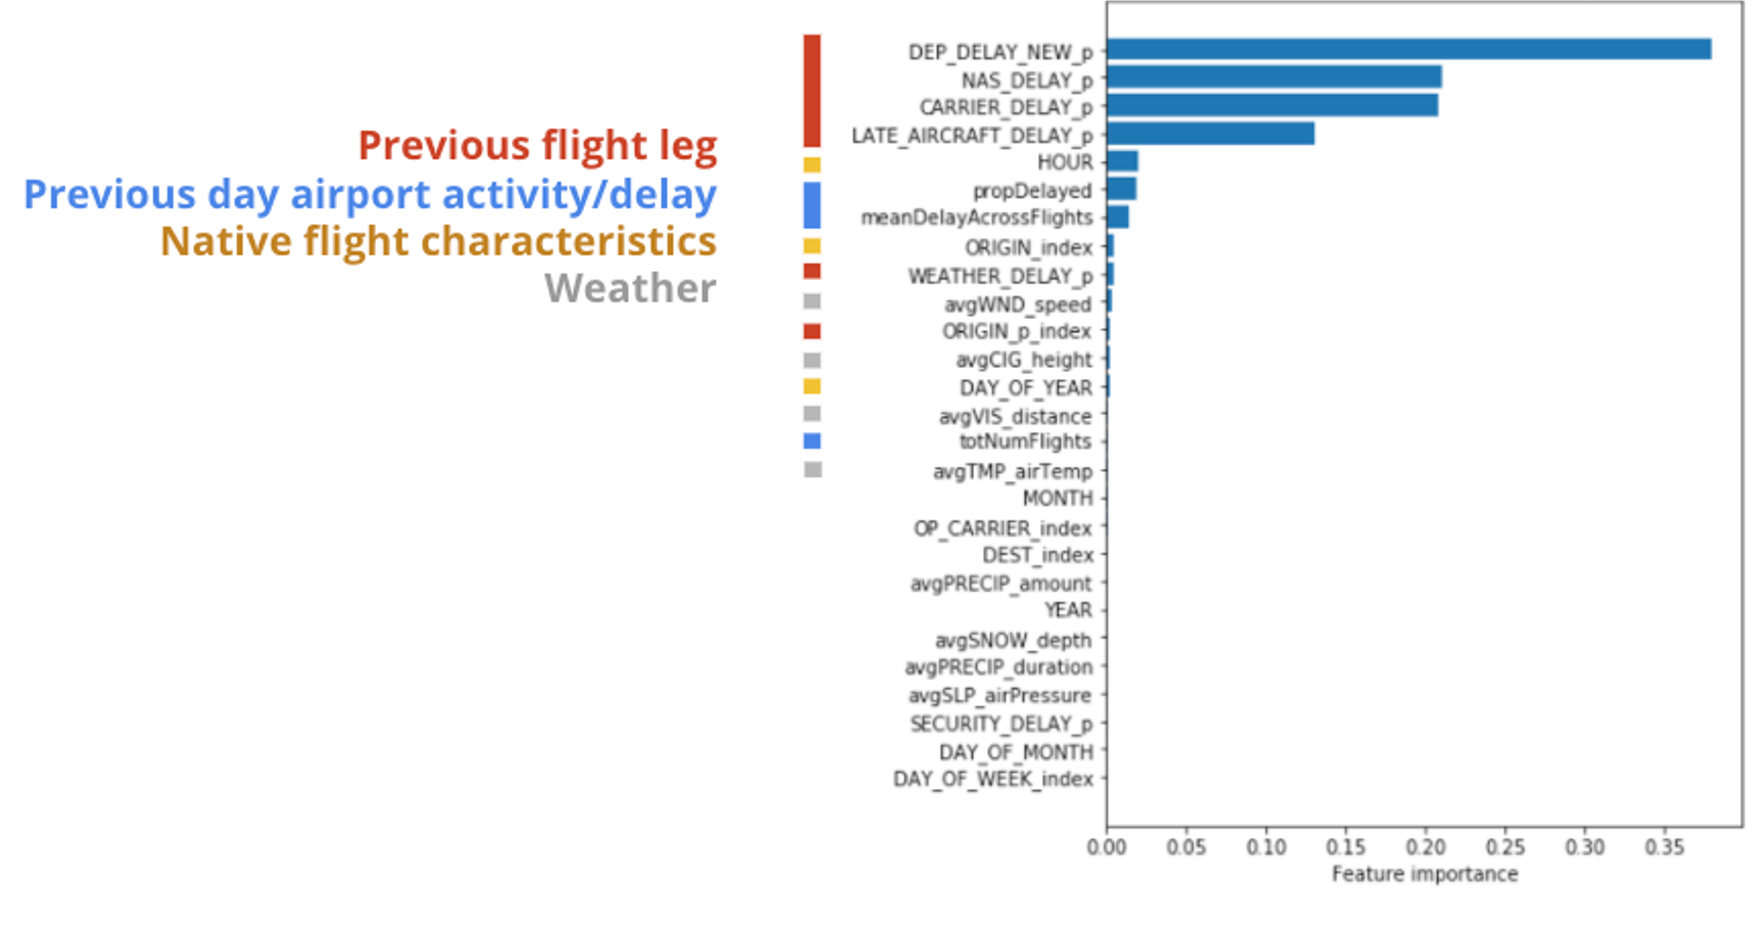 Previous flight leg
Previous day airport activity/delay
Native flight characteristics
Weather
DEP_DELAY_NEW_p
NAS_DELAY_p
CARRIER_DELAY_p
LATE_AIRCRAFT_DELAY_p
HOUR
propDelayed
meanDelayAcrossFlights
ORIGIN_index
WEATHER_DELAY_p
avgWND_speed
ORIGIN_p_index
avgCIG_height
DAY_OF_YEAR
avgVIS_distance
totNumFlights
avgTMP_airTemp
MONTH
OP_CARRIER_index
DEST_index
avgPRECIP_amount
YEAR
avgSNOW_depth
avgPRECIP_duration
avgSLP_airPressure
SECURITY_DELAY_p
DAY_OF_MONTH
DAY_OF_WEEK_index
0.00 0.05 0.10 0.15 0.20 0.25 0.30 0.35
Feature importance